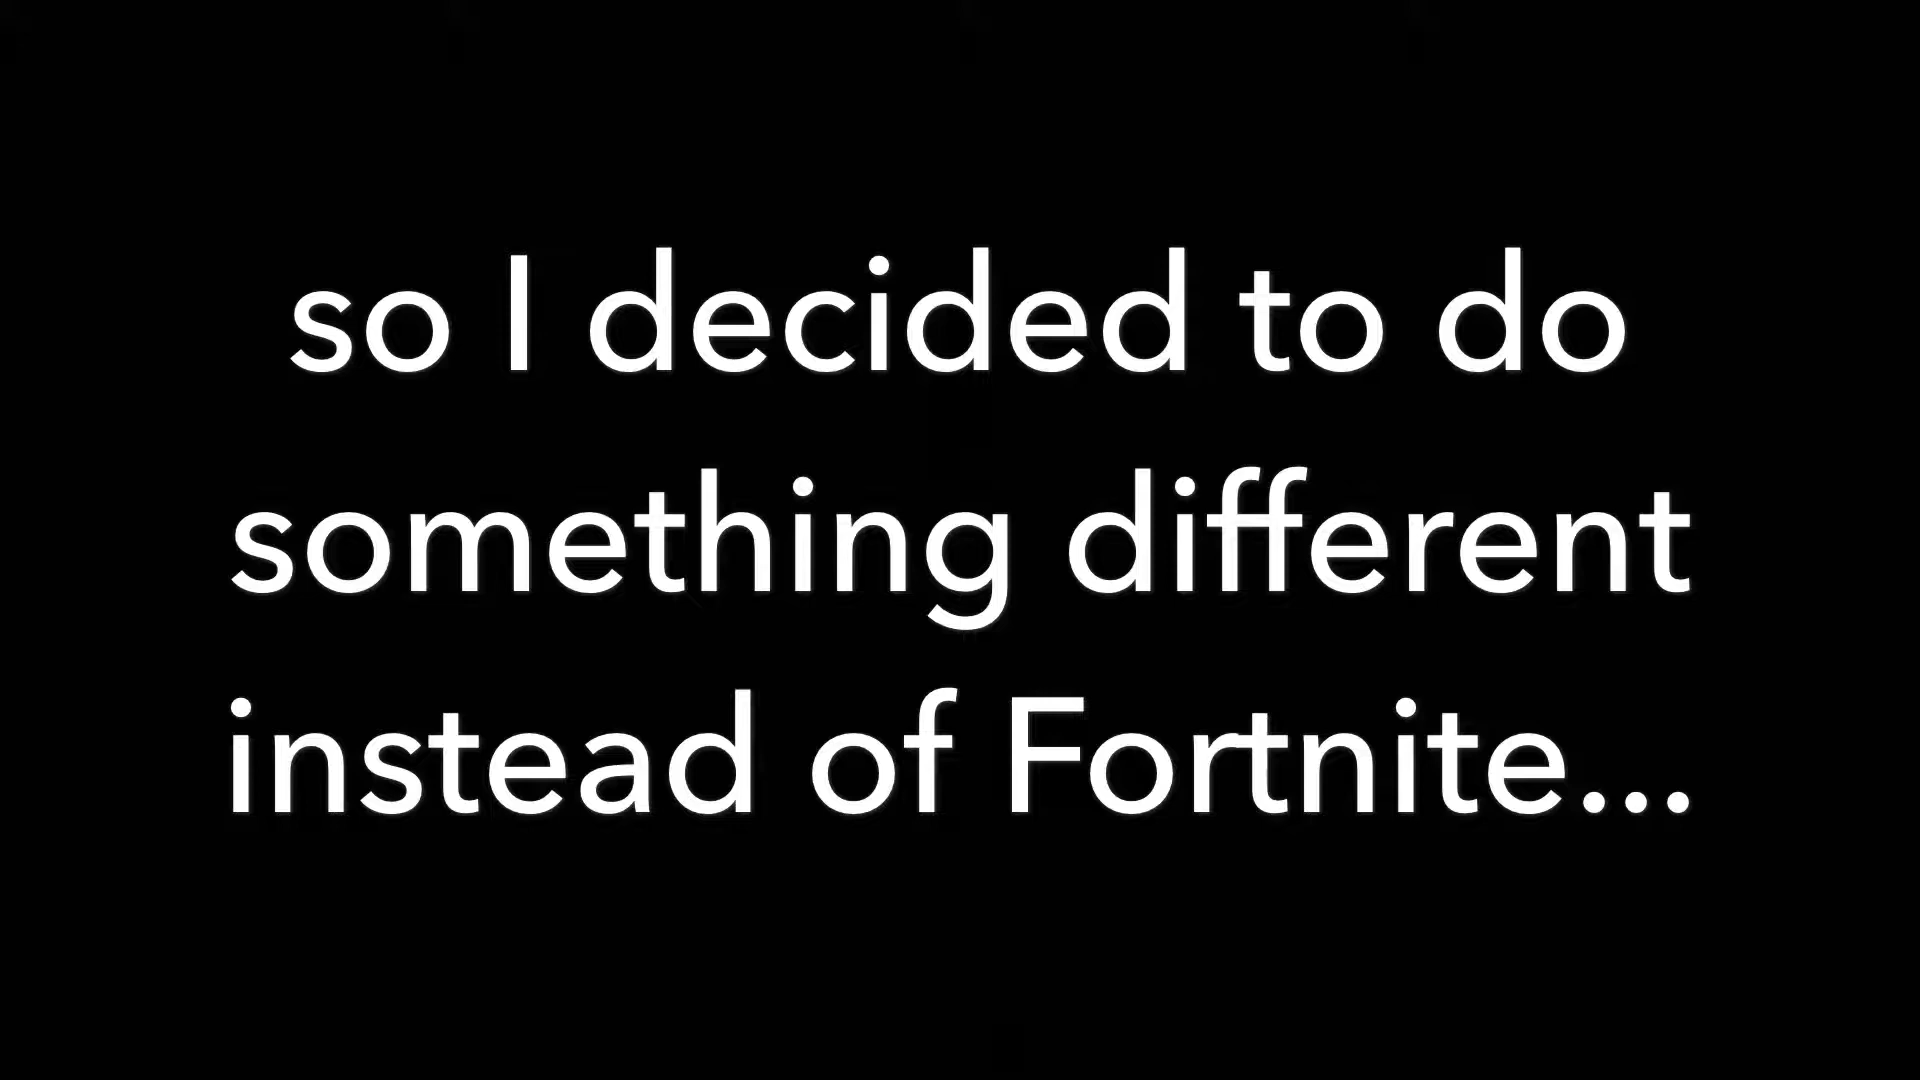 so I decided to do
something different
instead of Fortnite...